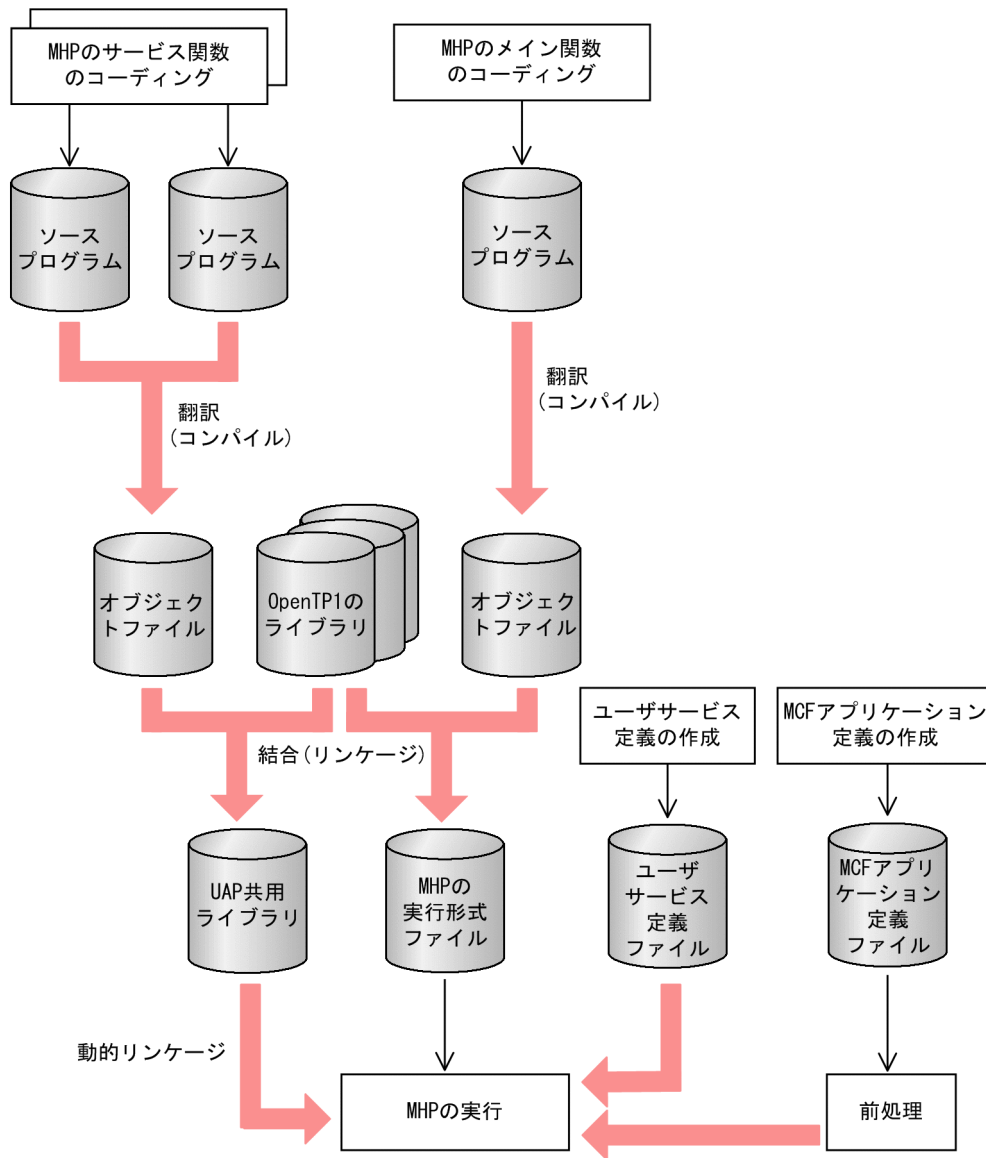 MHPのサービス関数
のコーディング
MHPのメイン関数
のコーディング
ソース
プログラム
ソース
プログラム
ソース
プログラム
翻訳
(コンパイル)
翻訳
(コンパイル)
オブジェク
トファイル
OpenTP1の
ライブラリ
オブジェク
トファイル
結合(リンケージ)
ユーザサービス
定義の作成
MCFアプリケーション
定義の作成
UAP共用
ライブラリ
MHPの
実行形式
ファイル
ユーザ
サービス
定義
ファイル
MCFアプリ
ケーション
定義
ファイル
動的リンケージ
MHPの実行
前処理